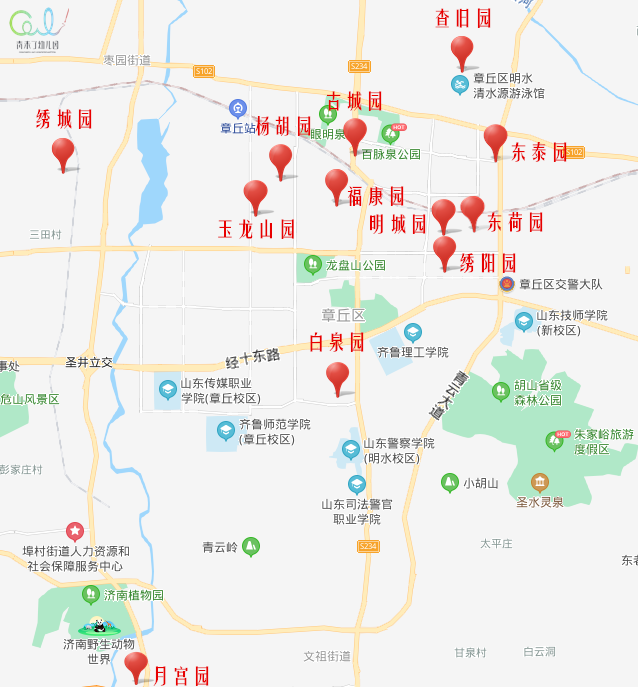 青禾丁幼儿园
查旧园
枣园街道
S102
S234
章丘区明水
清水源游泳馆
古城园
绣城园
章丘站
杨胡园
眼明泉
HOT
百脉泉公园
东泰园
S102
福康园
玉龙山园
明城园
东荷园
三田村
绣阳园
龙盘山公园
章丘区交警大队
章丘区
山东技师学院
(新校区)
白泉园
齐鲁理工学院
经十东路
圣井立交
事处
山东传媒职业
学院(章丘校区)
青云大道
胡山省级
森林公园
危山风景区
齐鲁师范学院
(章丘校区)
HOT
朱家峪旅游
度假区
山东警察学院
(明水校区)
彭家庄村
小胡山
圣水灵泉
山东司法警官
职业学院
埠村街道人力资源和
社会保障服务中心
青云岭
S234
太平庄
东老
济南植物园
济南野生动物
世界
文祖街道
甘泉村
白云洞
月宫园